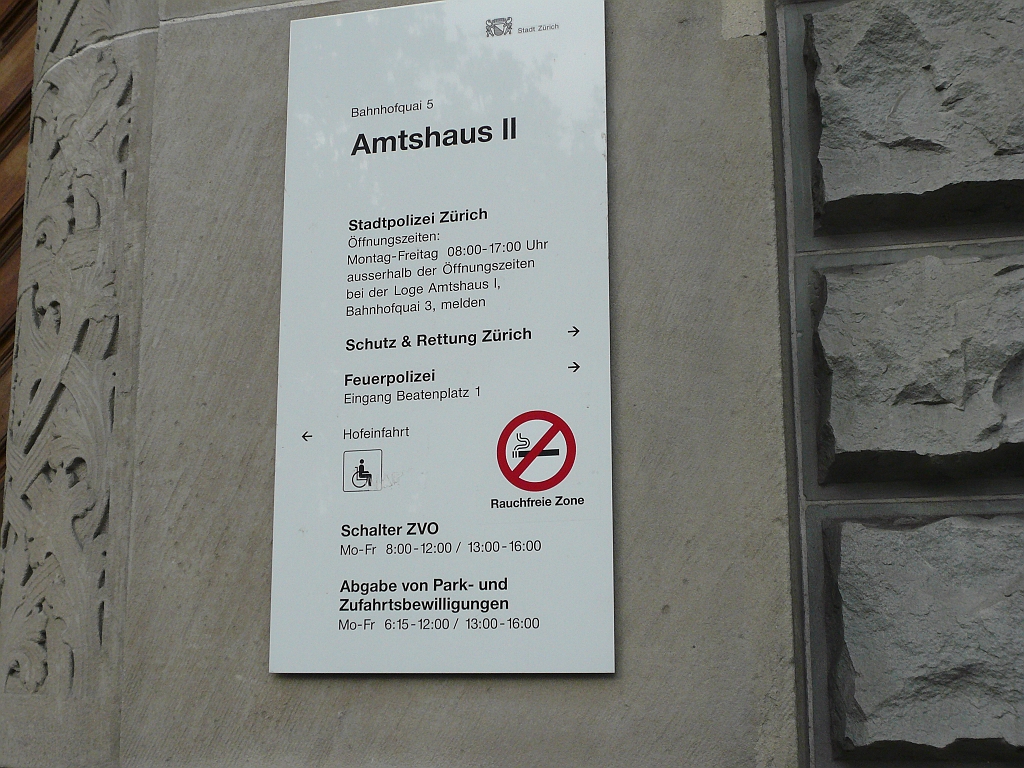 Stadt Zürich
Bahnhofquai 5
Amtshaus II
Stadtpolizei Zürich
Öffnungszeiten:
Montag-Freitag 08:00-17:00 Uhr
ausserhalb der Öffnungszeiten
bei der Loge Amtshaus I,
Bahnhofquai 3, melden
Schutz & Rettung Zürich →
Feuerpolizei →
Eingang Beatenplatz 1
← Hofeinfahrt
Rauchfreie Zone
Schalter ZVO
Mo-Fr 8:00-12:00 / 13:00-16:00
Abgabe von Park- und
Zufahrtsbewilligungen
Mo-Fr 6:15-12:00 / 13:00-16:00